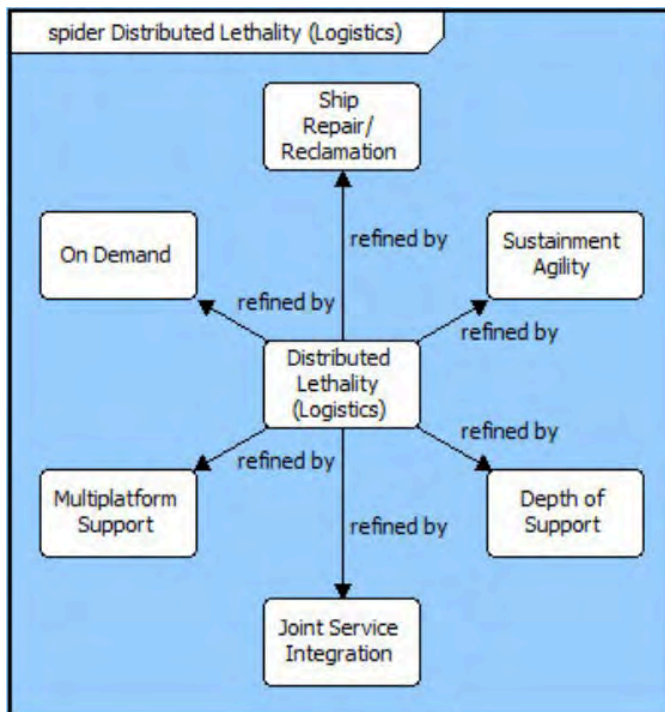 spider Distributed Lethality (Logistics)
Ship
Repair/
Reclamation
On Demand
refined by
Sustainment
Agility
refined by
refined by
Distributed
Lethality
(Logistics)
refined by
refined by
Multiplatform
Support
Depth of
Support
refined by
Joint Service
Integration